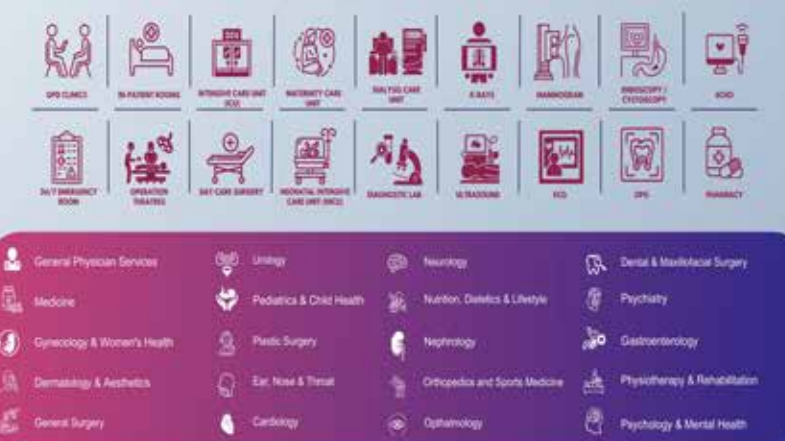 OPD CLINICS
IN-PATIENT ROOMS
INTENSIVE CARE UNIT
(ICU)
MATERNITY CARE
UNIT
DIALYSIS CARE
UNIT
X-RAYS
MAMMOGRAM
ENDOSCOPY /
CYSTOSCOPY
ECHO
24/7 EMERGENCY
ROOM
OPERATION
THEATRES
DAY CARE SURGERY
NEONATAL INTENSIVE
CARE UNIT (NICU)
DIAGNOSTIC LAB
ULTRASOUND
ECG
OPG
PHARMACY
General Physician Services
Urology
Neurology
Dental & Maxillofacial Surgery
Medicine
Pediatrics & Child Health
Nutrition, Dietetics & Lifestyle
Psychiatry
Gynecology & Women's Health
Plastic Surgery
Nephrology
Gastroenterology
Dermatology & Aesthetics
Ear, Nose & Throat
Orthopedics and Sports Medicine
Physiotherapy & Rehabilitation
General Surgery
Cardiology
Opthalmology
Psychology & Mental Health